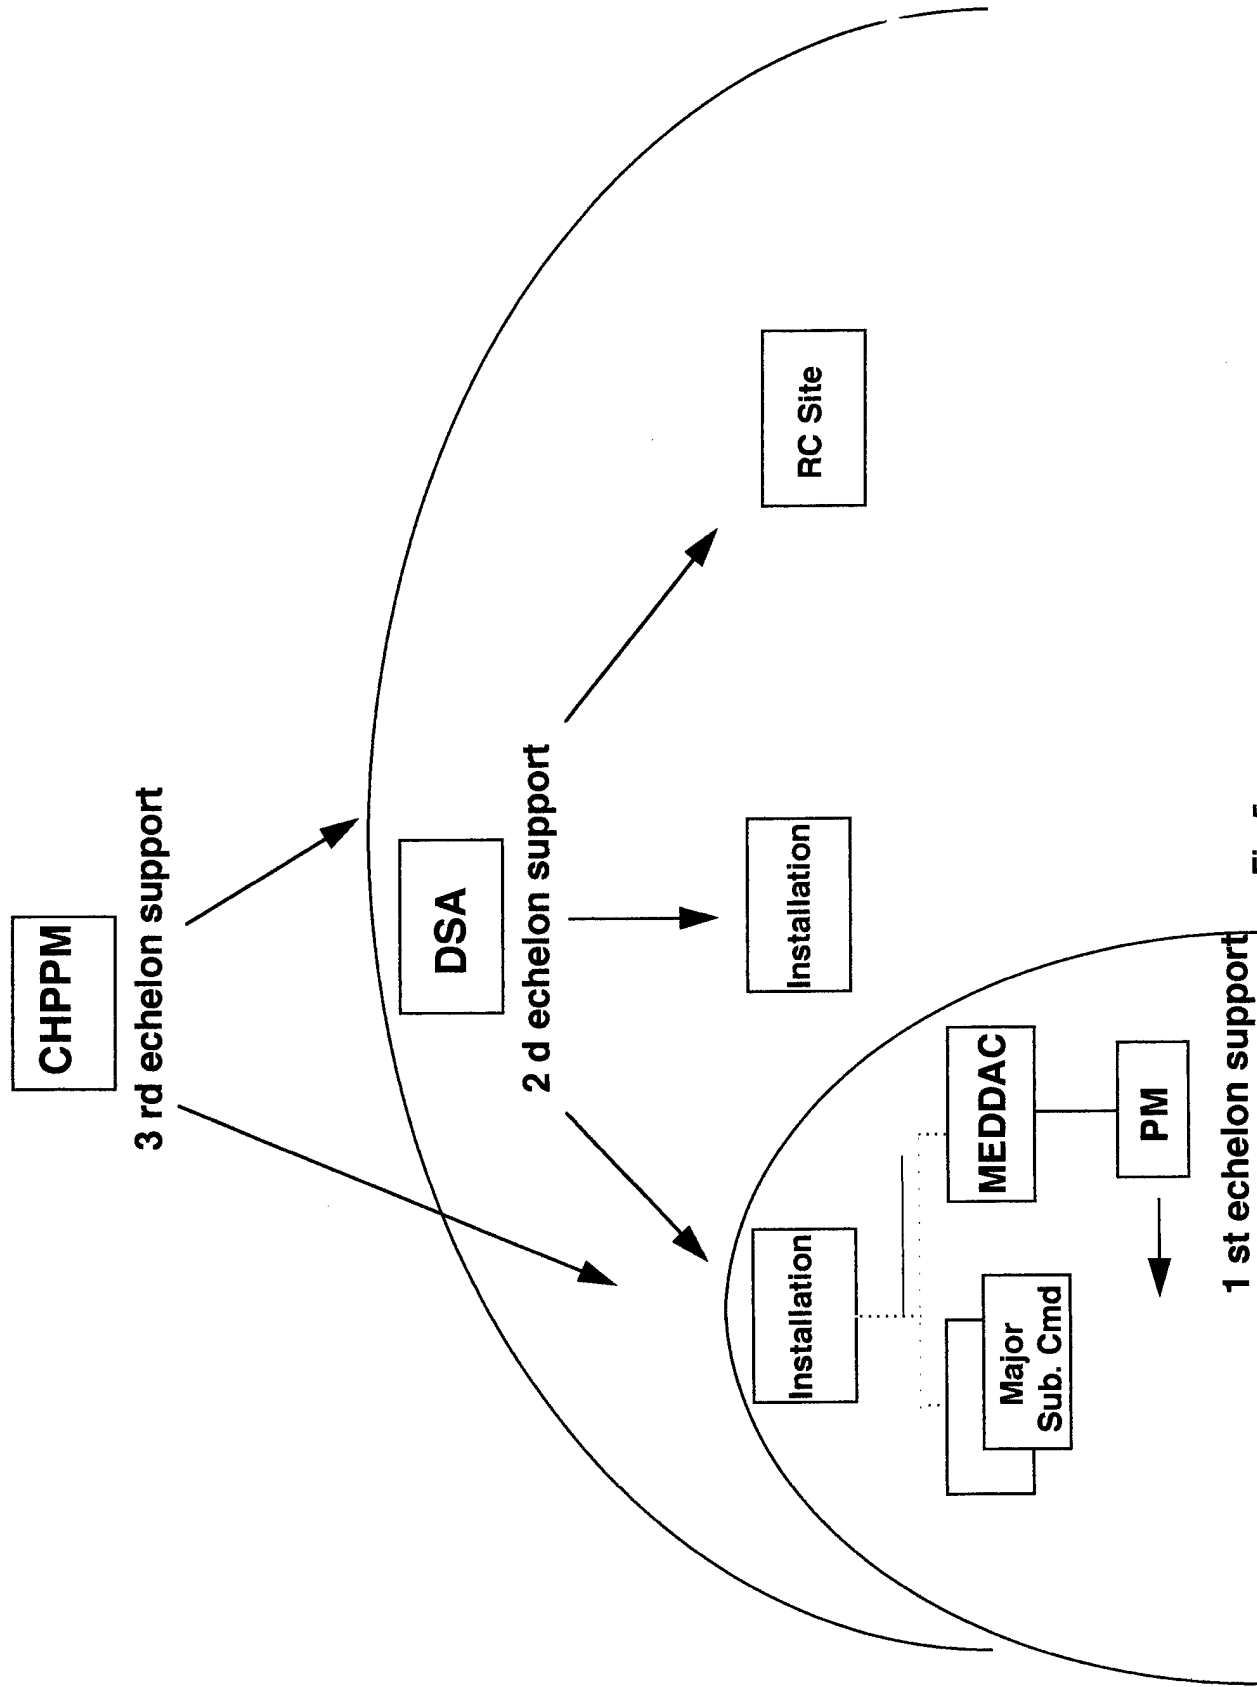 CHPPM
3 rd echelon support
DSA
2 d echelon support
Installation
Installation
RC Site
Major
Sub. Cmd
MEDDAC
PM
1 st echelon support